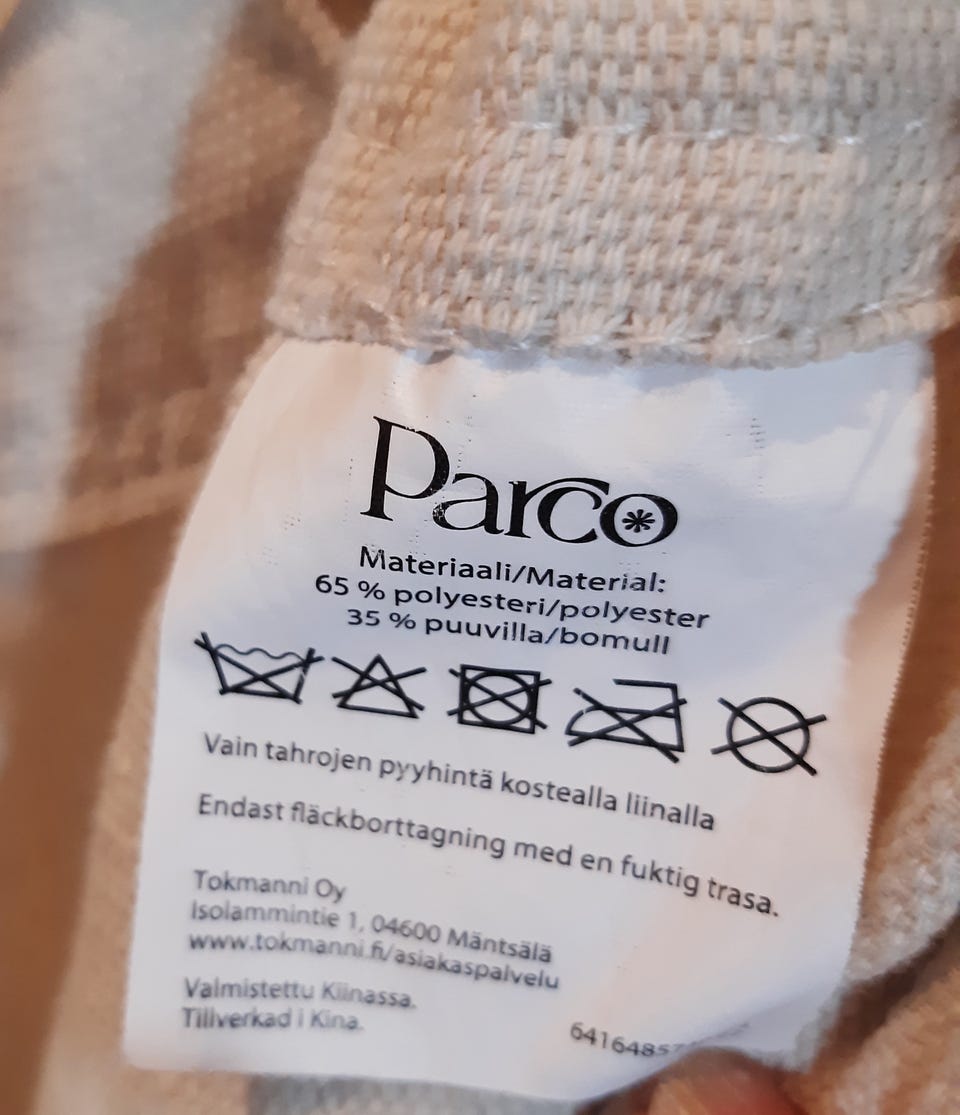 Parco
Materiaali/Material:
65 % polyesteri/polyester
35 % puuvilla/bomull
Vain tahrojen pyyhintä kostealla liinalla
Endast fläckborttagning med en fuktig trasa.
Tokmanni Oy
Isolammintie 1, 04600 Mäntsälä
www.tokmanni.fi/asiakaspalvelu
Valmistettu Kiinassa.
Tillverkad i Kina.